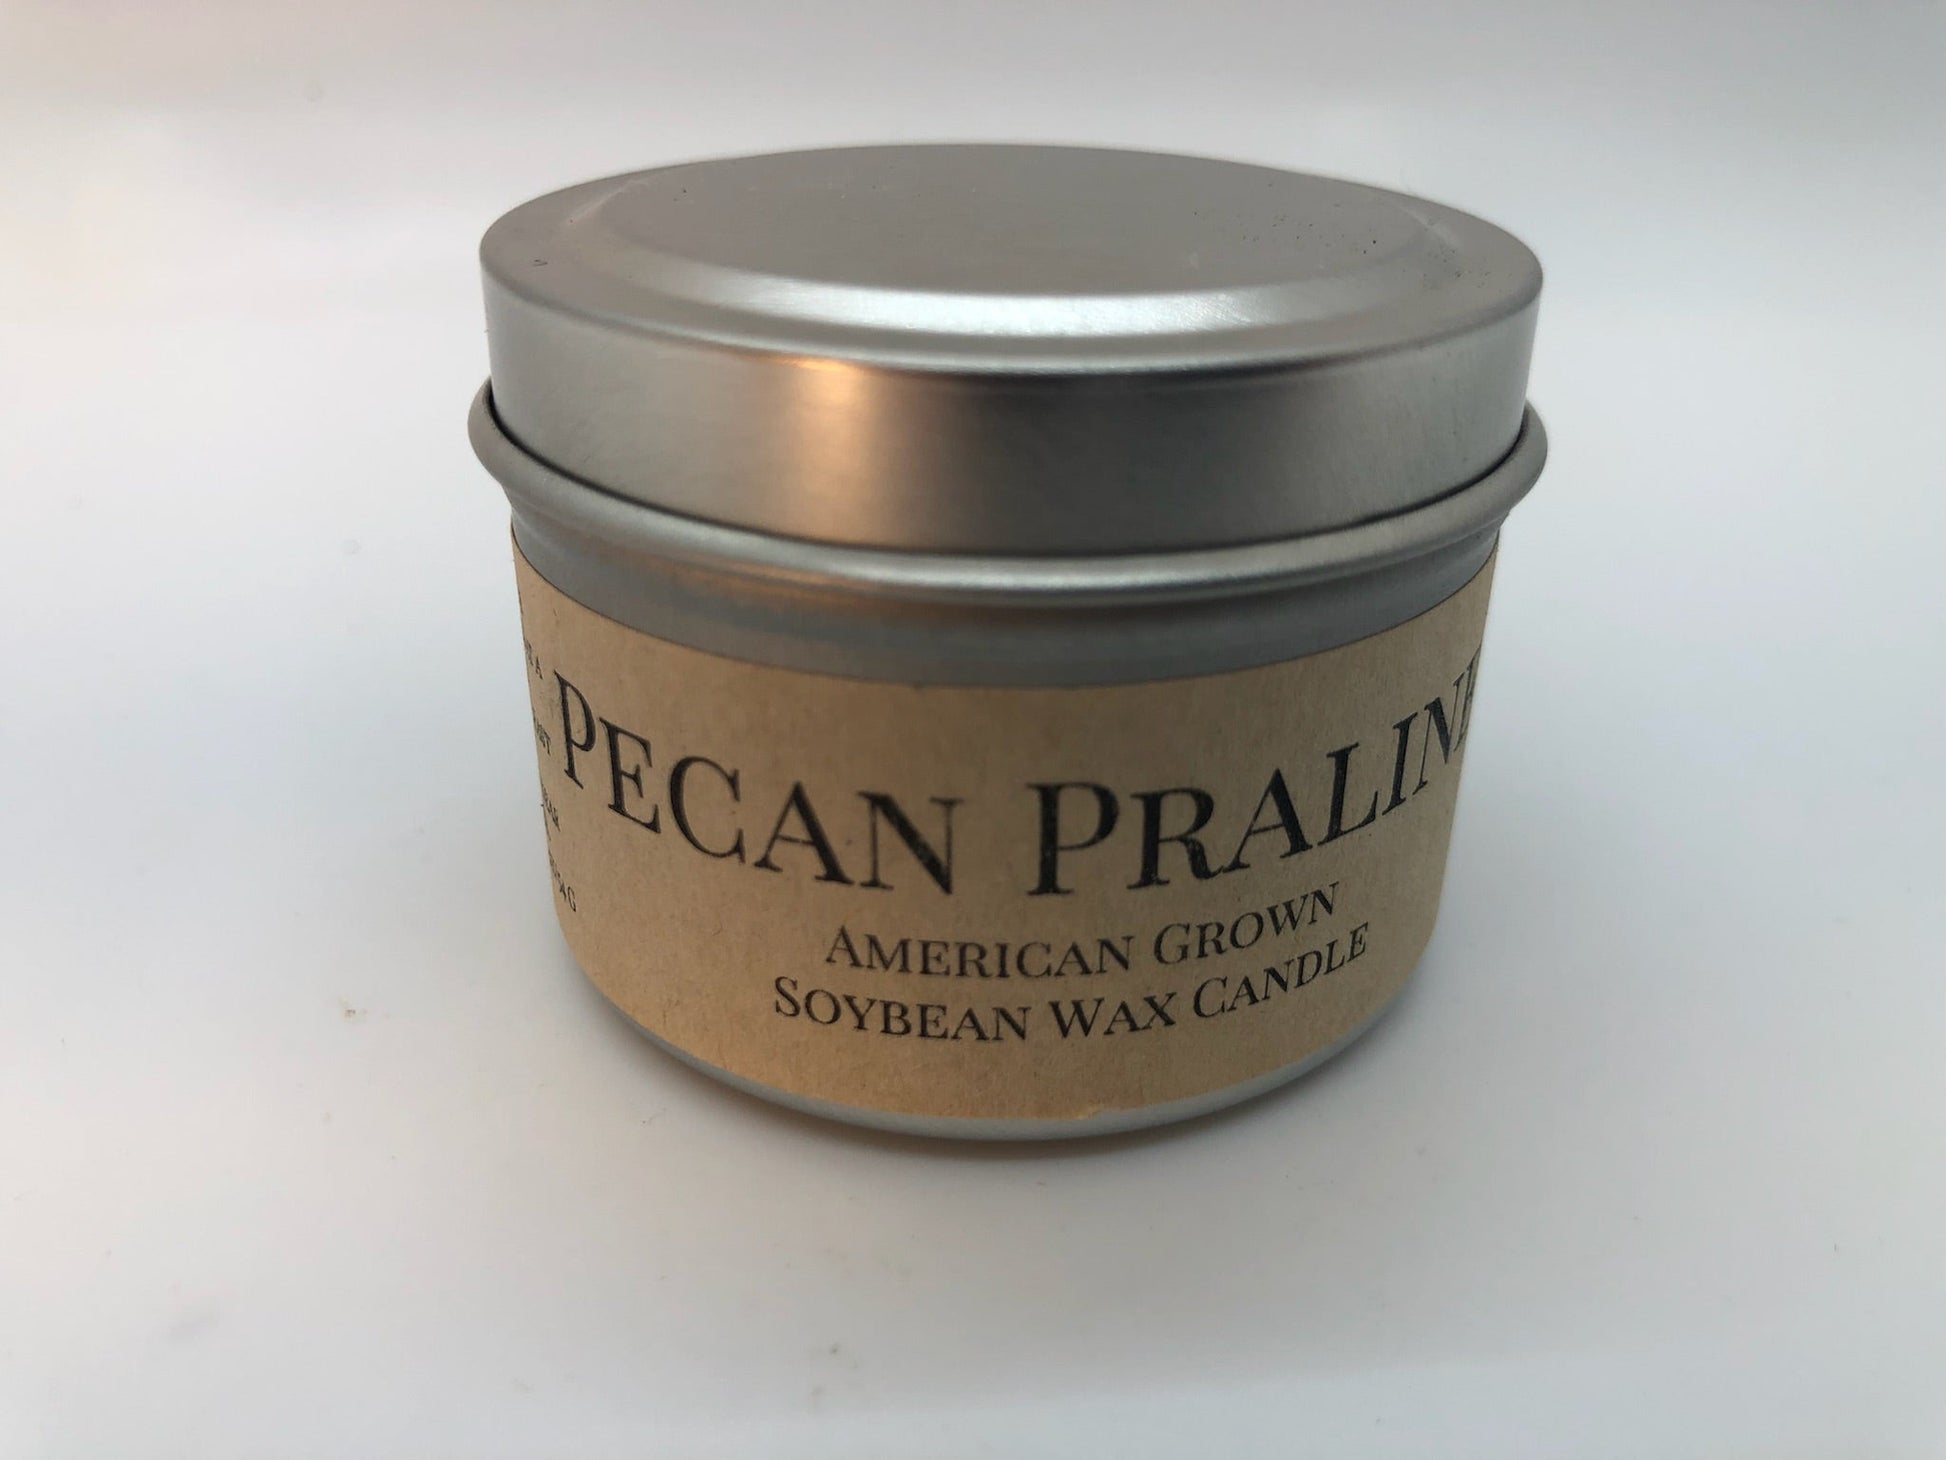 Pecan Praline
American Grown
Soybean Wax Candle